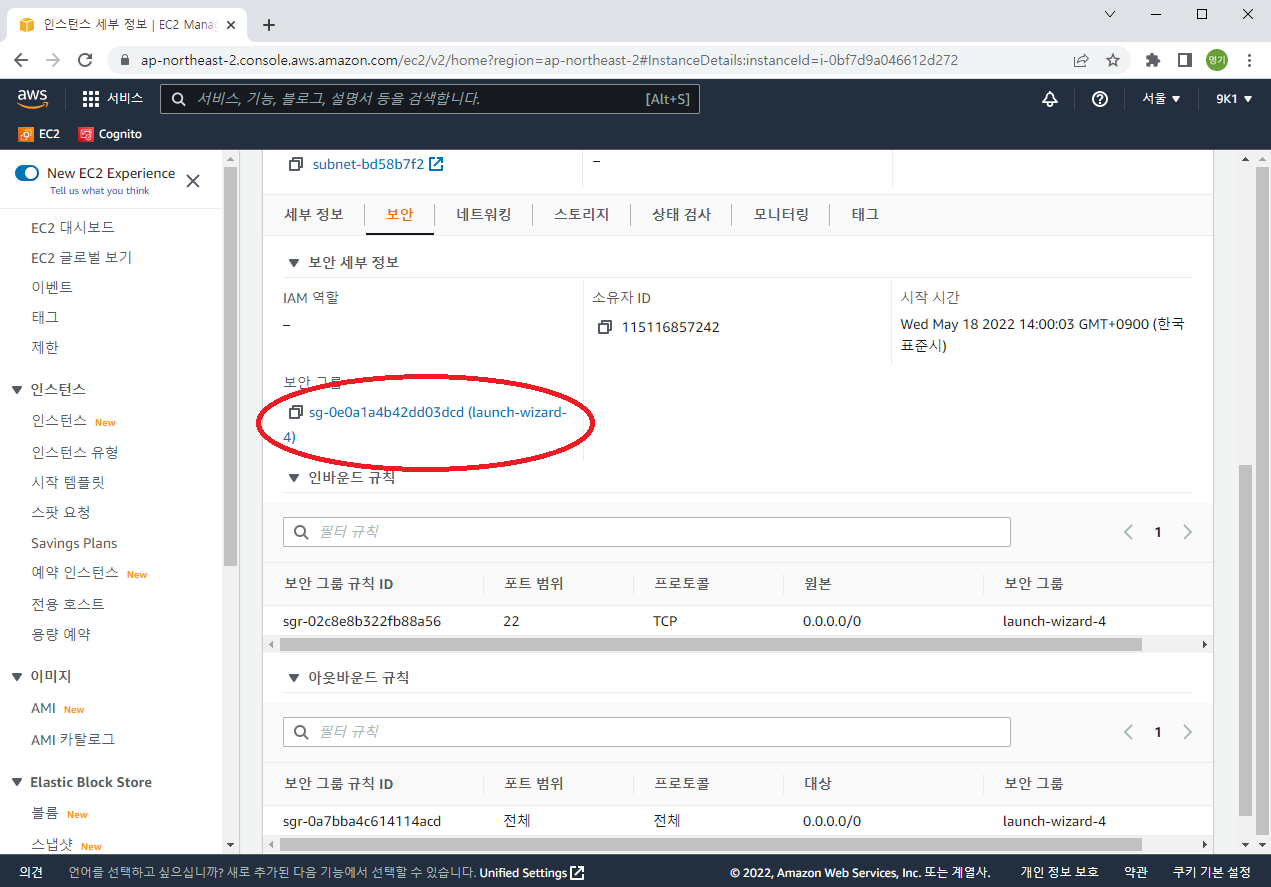 인스턴스 세부 정보 | EC2 Mana
ap-northeast-2.console.aws.amazon.com/ec2/v2/home?region=ap-northeast-2#InstanceDetails:instanceId=i-0bf7d9a046612d272
영기
aws
서비스
서비스, 기능, 블로그, 설명서 등을 검색합니다.
[Alt+S]
서울 ▼
9K1 ▼
EC2
Cognito
New EC2 Experience
Tell us what you think
EC2 대시보드
EC2 글로벌 보기
이벤트
태그
제한
▼ 인스턴스
인스턴스 New
인스턴스 유형
시작 템플릿
스팟 요청
Savings Plans
예약 인스턴스 New
전용 호스트
용량 예약
▼ 이미지
AMI New
AMI 카탈로그
▼ Elastic Block Store
볼륨 New
스냅샷 New
subnet-bd58b7f2
–
세부 정보 보안 네트워킹 스토리지 상태 검사 모니터링 태그
▼ 보안 세부 정보
IAM 역할
–
소유자 ID
115116857242
시작 시간
Wed May 18 2022 14:00:03 GMT+0900 (한국
표준시)
보안 그룹
sg-0e0a1a4b42dd03dcd (launch-wizard-
4)
▼ 인바운드 규칙
필터 규칙
1
보안 그룹 규칙 ID 포트 범위 프로토콜 원본 보안 그룹
sgr-02c8e8b322fb88a56 22 TCP 0.0.0.0/0 launch-wizard-4
▼ 아웃바운드 규칙
필터 규칙
1
보안 그룹 규칙 ID 포트 범위 프로토콜 대상 보안 그룹
sgr-0a7bba4c614114acd 전체 전체 0.0.0.0/0 launch-wizard-4
의견
언어를 선택하고 싶으십니까? 새로 추가된 다음 기능에서 선택할 수 있습니다. Unified Settings
© 2022, Amazon Web Services, Inc. 또는 계열사.
개인 정보 보호
약관
쿠키 기본 설정